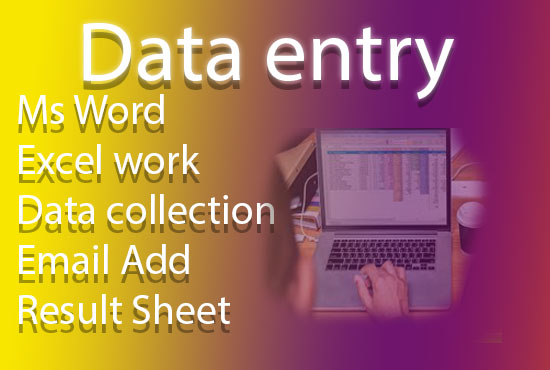 Data entry
Ms Word
Excel work
Data collection
Email Add
Result Sheet